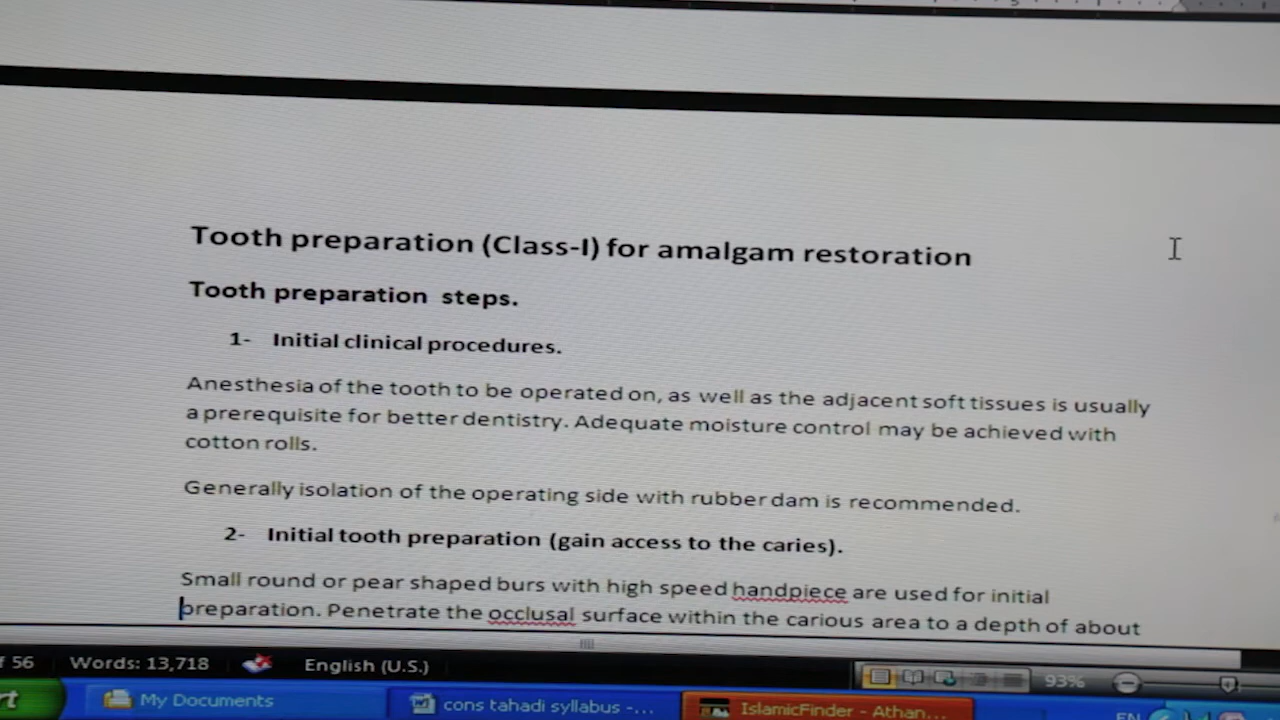 Tooth preparation (Class-I) for amalgam restoration
Tooth preparation steps.
1- Initial clinical procedures.
Anesthesia of the tooth to be operated on, as well as the adjacent soft tissues is usually
a prerequisite for better dentistry. Adequate moisture control may be achieved with
cotton rolls.
Generally isolation of the operating side with rubber dam is recommended.
2- Initial tooth preparation (gain access to the caries).
Small round or pear shaped burs with high speed handpiece are used for initial
preparation. Penetrate the occlusal surface within the carious area to a depth of about
56 Words: 13,718 English (U.S.) 93%
My Documents cons tahadi syllabus -... IslamicFinder - Athan... EN